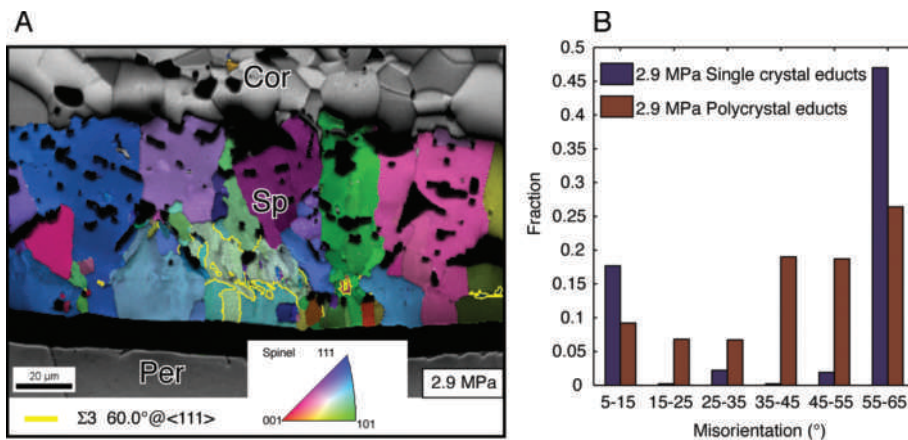 A
B
Cor
Sp
Per
20 µm
Spinel
111
001
101
2.9 MPa
Σ3 60.0°@<111>
0.5
0.45
0.4
0.35
0.3
0.25
0.2
0.15
0.1
0.05
0
Fraction
2.9 MPa Single crystal educts
2.9 MPa Polycrystal educts
5-15 15-25 25-35 35-45 45-55 55-65
Misorientation (°)